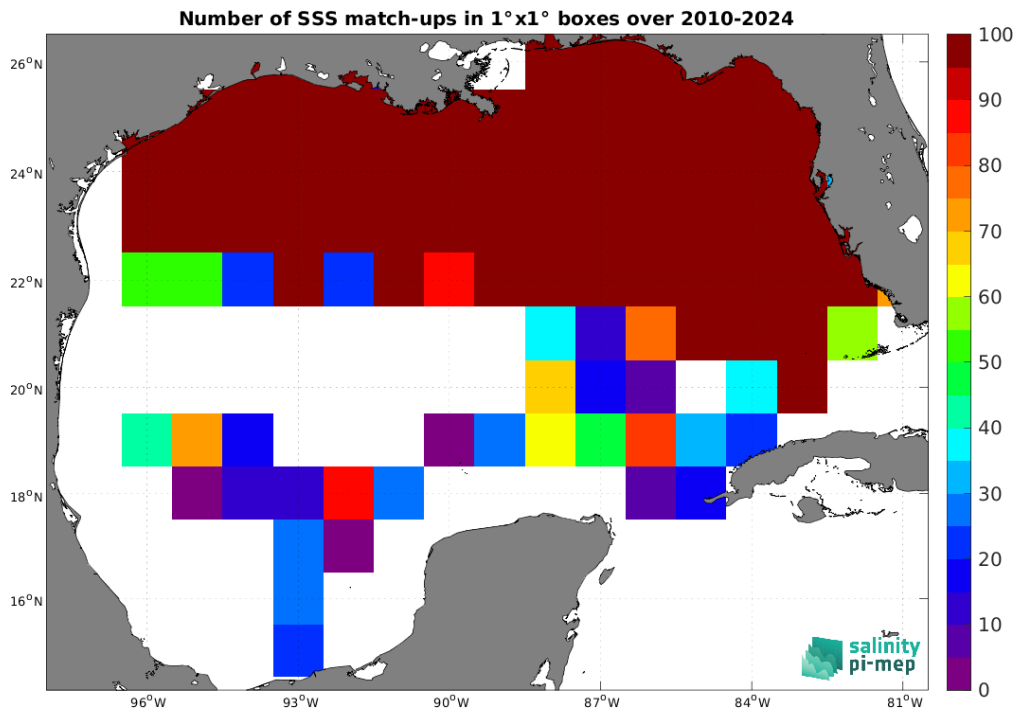 Number of SSS match-ups in 1°x1° boxes over 2010-2024
26°N
24°N
22°N
20°N
18°N
16°N
96°W
93°W
90°W
87°W
84°W
81°W
100
90
80
70
60
50
40
30
20
10
0
salinity
pi-mep